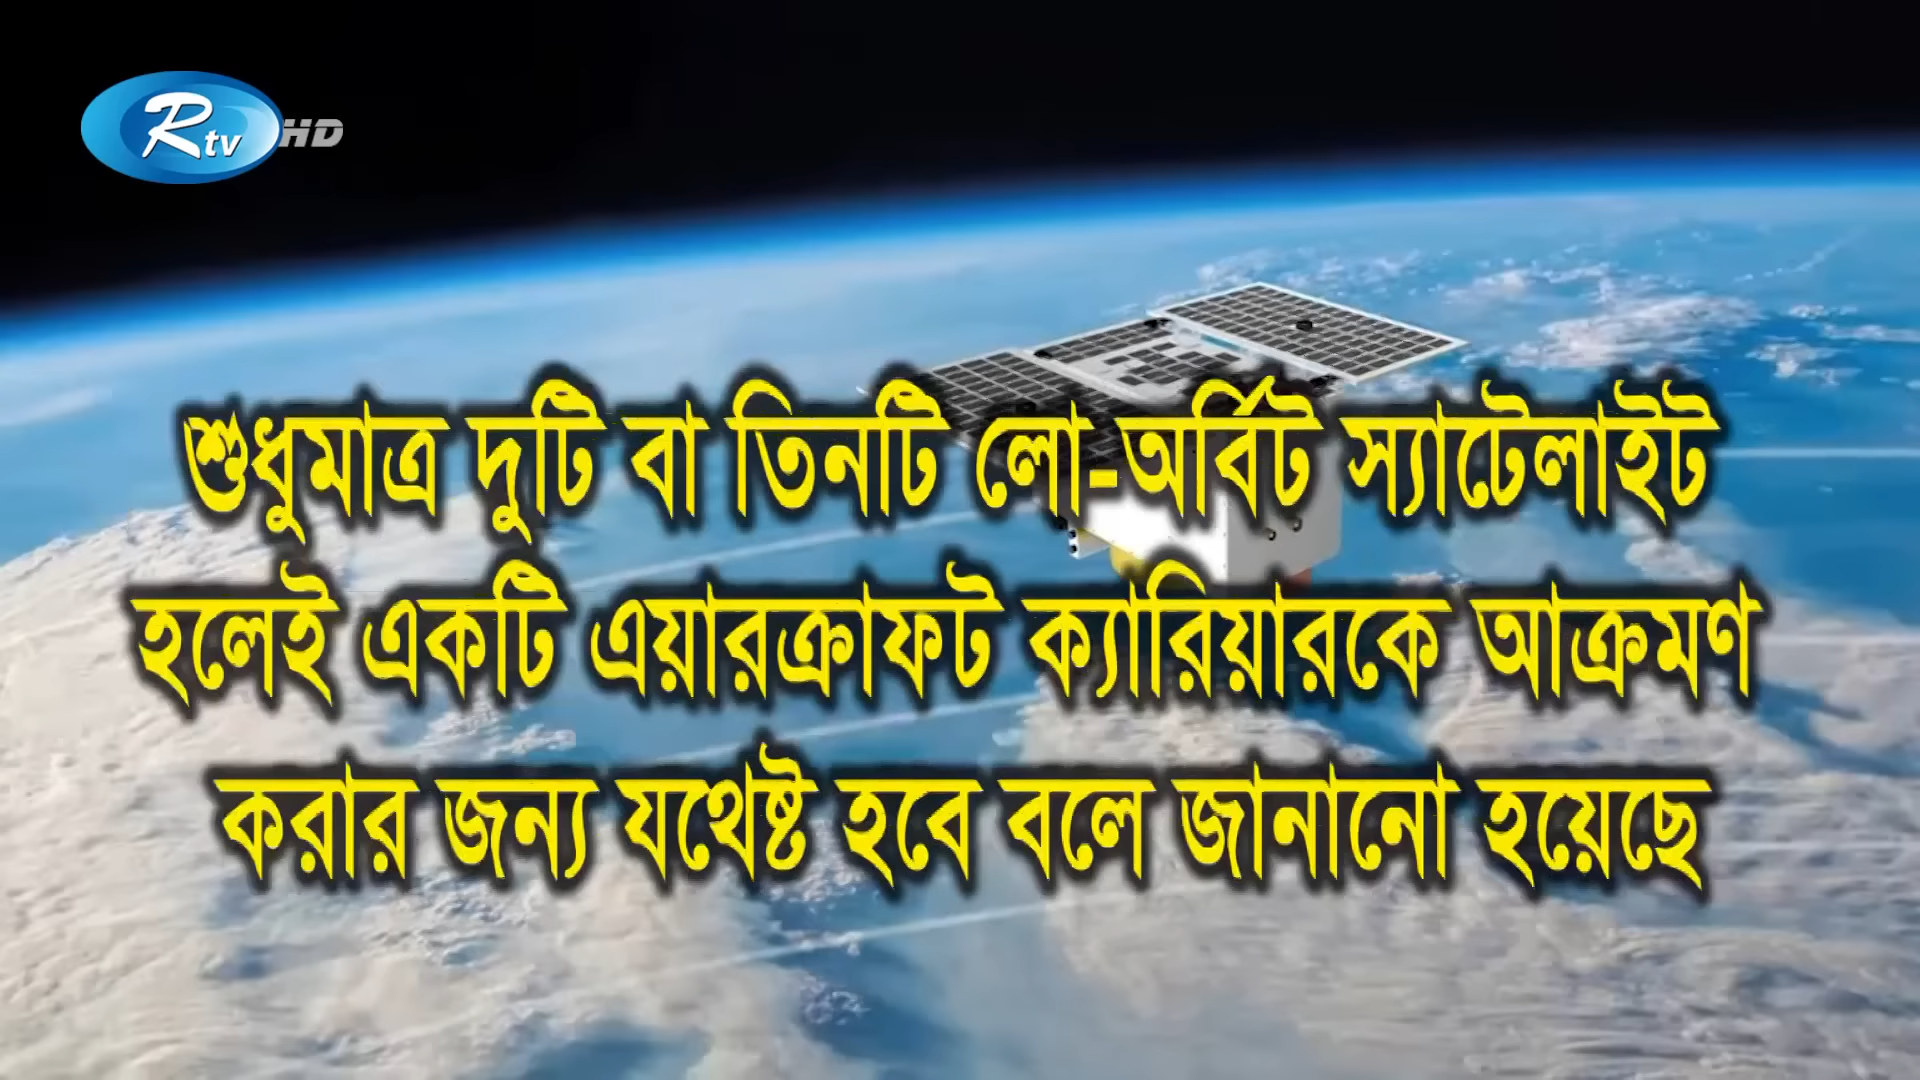 Rtv HD
শুধুমাত্র দুটি বা তিনটি লো-অর্বিট স্যাটেলাইট
হলেই একটি এয়ারক্রাফট ক্যারিয়ারকে আক্রমণ
করার জন্য যথেষ্ট হবে বলে জানানো হয়েছে